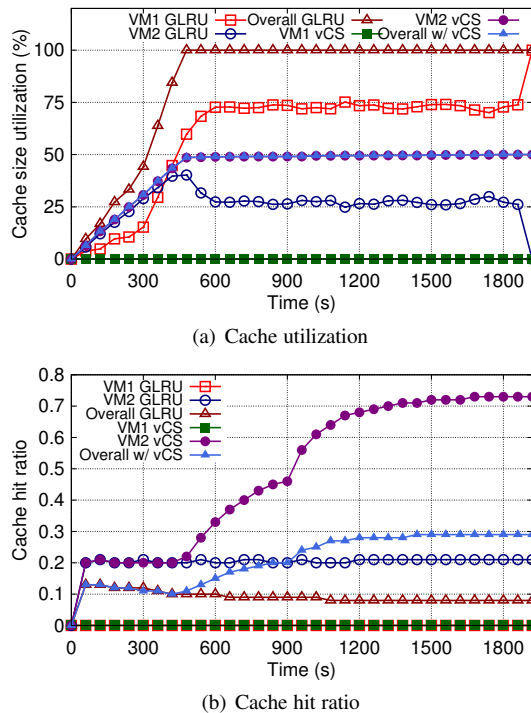 VM1 GLRU
VM2 GLRU
Overall GLRU
VM1 vCS
VM2 vCS
Overall w/ vCS
100
75
50
25
0
Cache size utilization (%)
0 300 600 900 1200 1500 1800
Time (s)
(a) Cache utilization
VM1 GLRU
VM2 GLRU
Overall GLRU
VM1 vCS
VM2 vCS
Overall w/ vCS
0.8
0.7
0.6
0.5
0.4
0.3
0.2
0.1
0
Cache hit ratio
0 300 600 900 1200 1500 1800
Time (s)
(b) Cache hit ratio